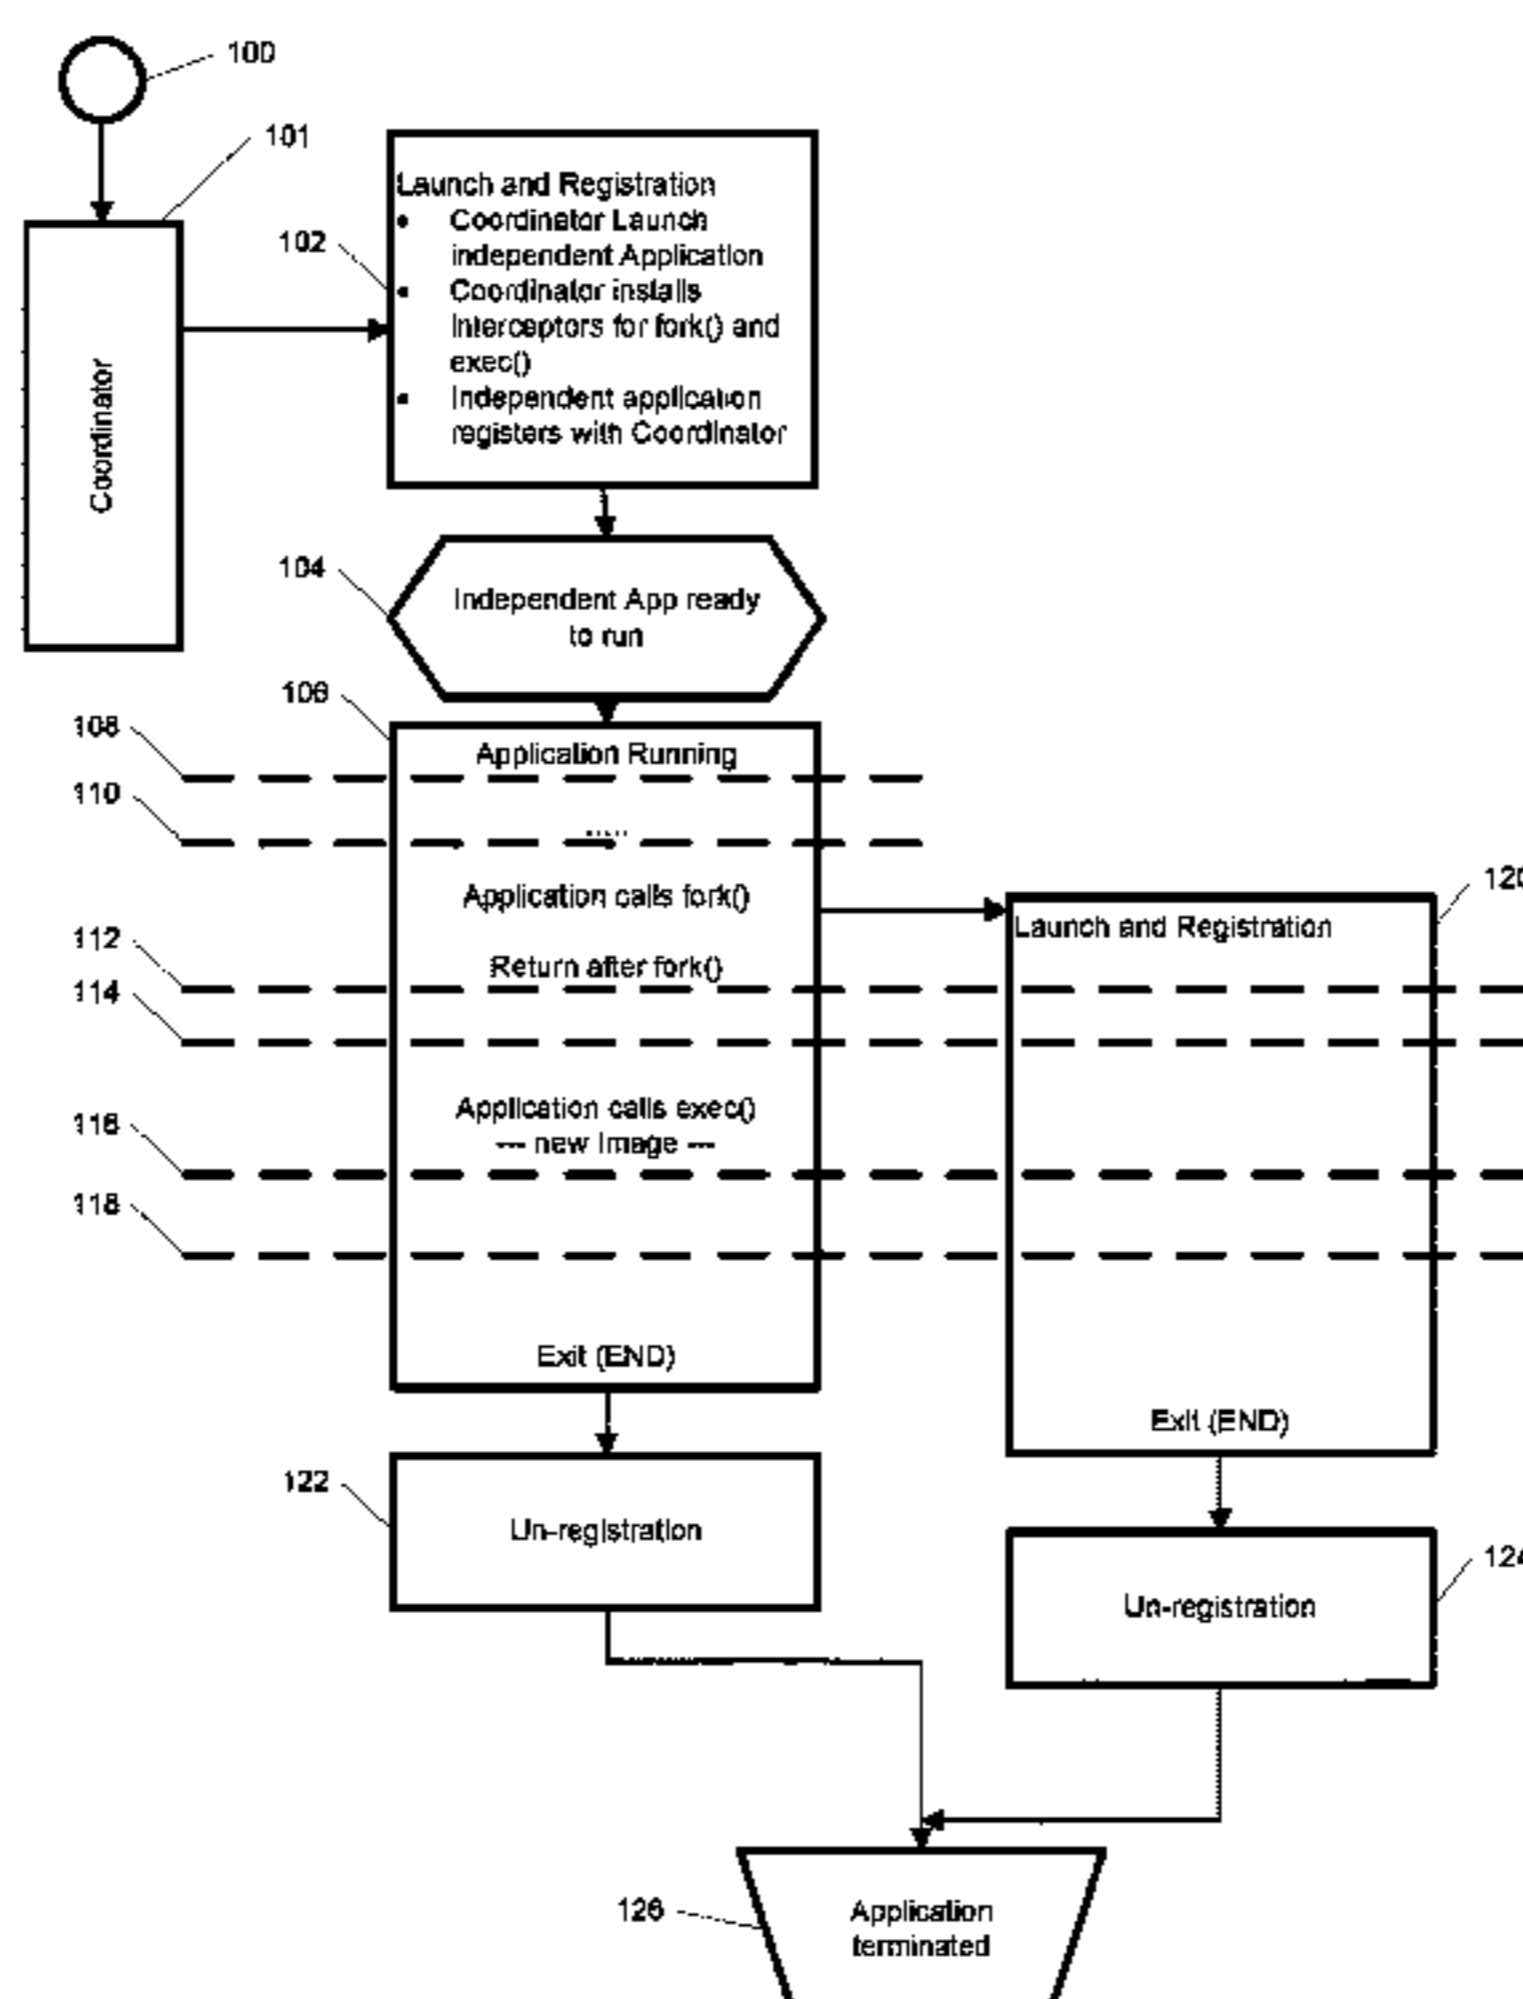 100
101
Launch and Registration
• Coordinator Launch
independent Application
102
• Coordinator installs
Interceptors for fork() and
exec()
• Independent application
registers with Coordinator
Coordinator
104
Independent App ready
to run
106
108
Application Running
110
.....
Application calls fork()
120
Launch and Registration
112
Return after fork()
114
Application calls exec()
116
--- new Image ---
118
Exit (END)
Exit (END)
122
Un-registration
124
Un-registration
126
Application
terminated